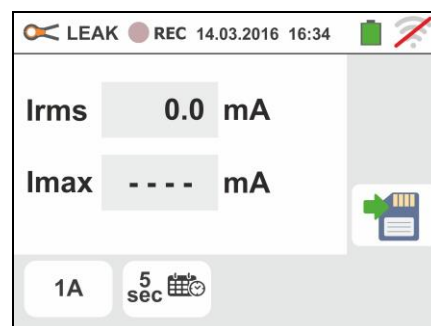 LEAK REC 14.03.2016 16:34
Irms 0.0 mA
Imax - - - - mA
1A 5 sec